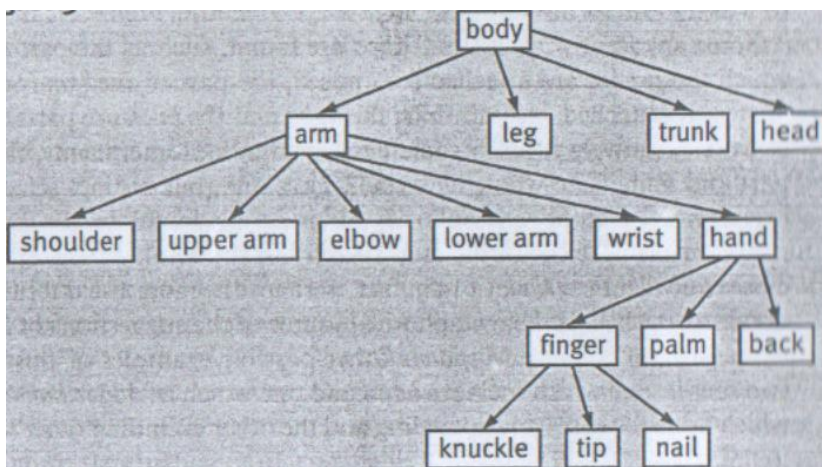 body
arm leg trunk head
shoulder upper arm elbow lower arm wrist hand
finger palm back
knuckle tip nail